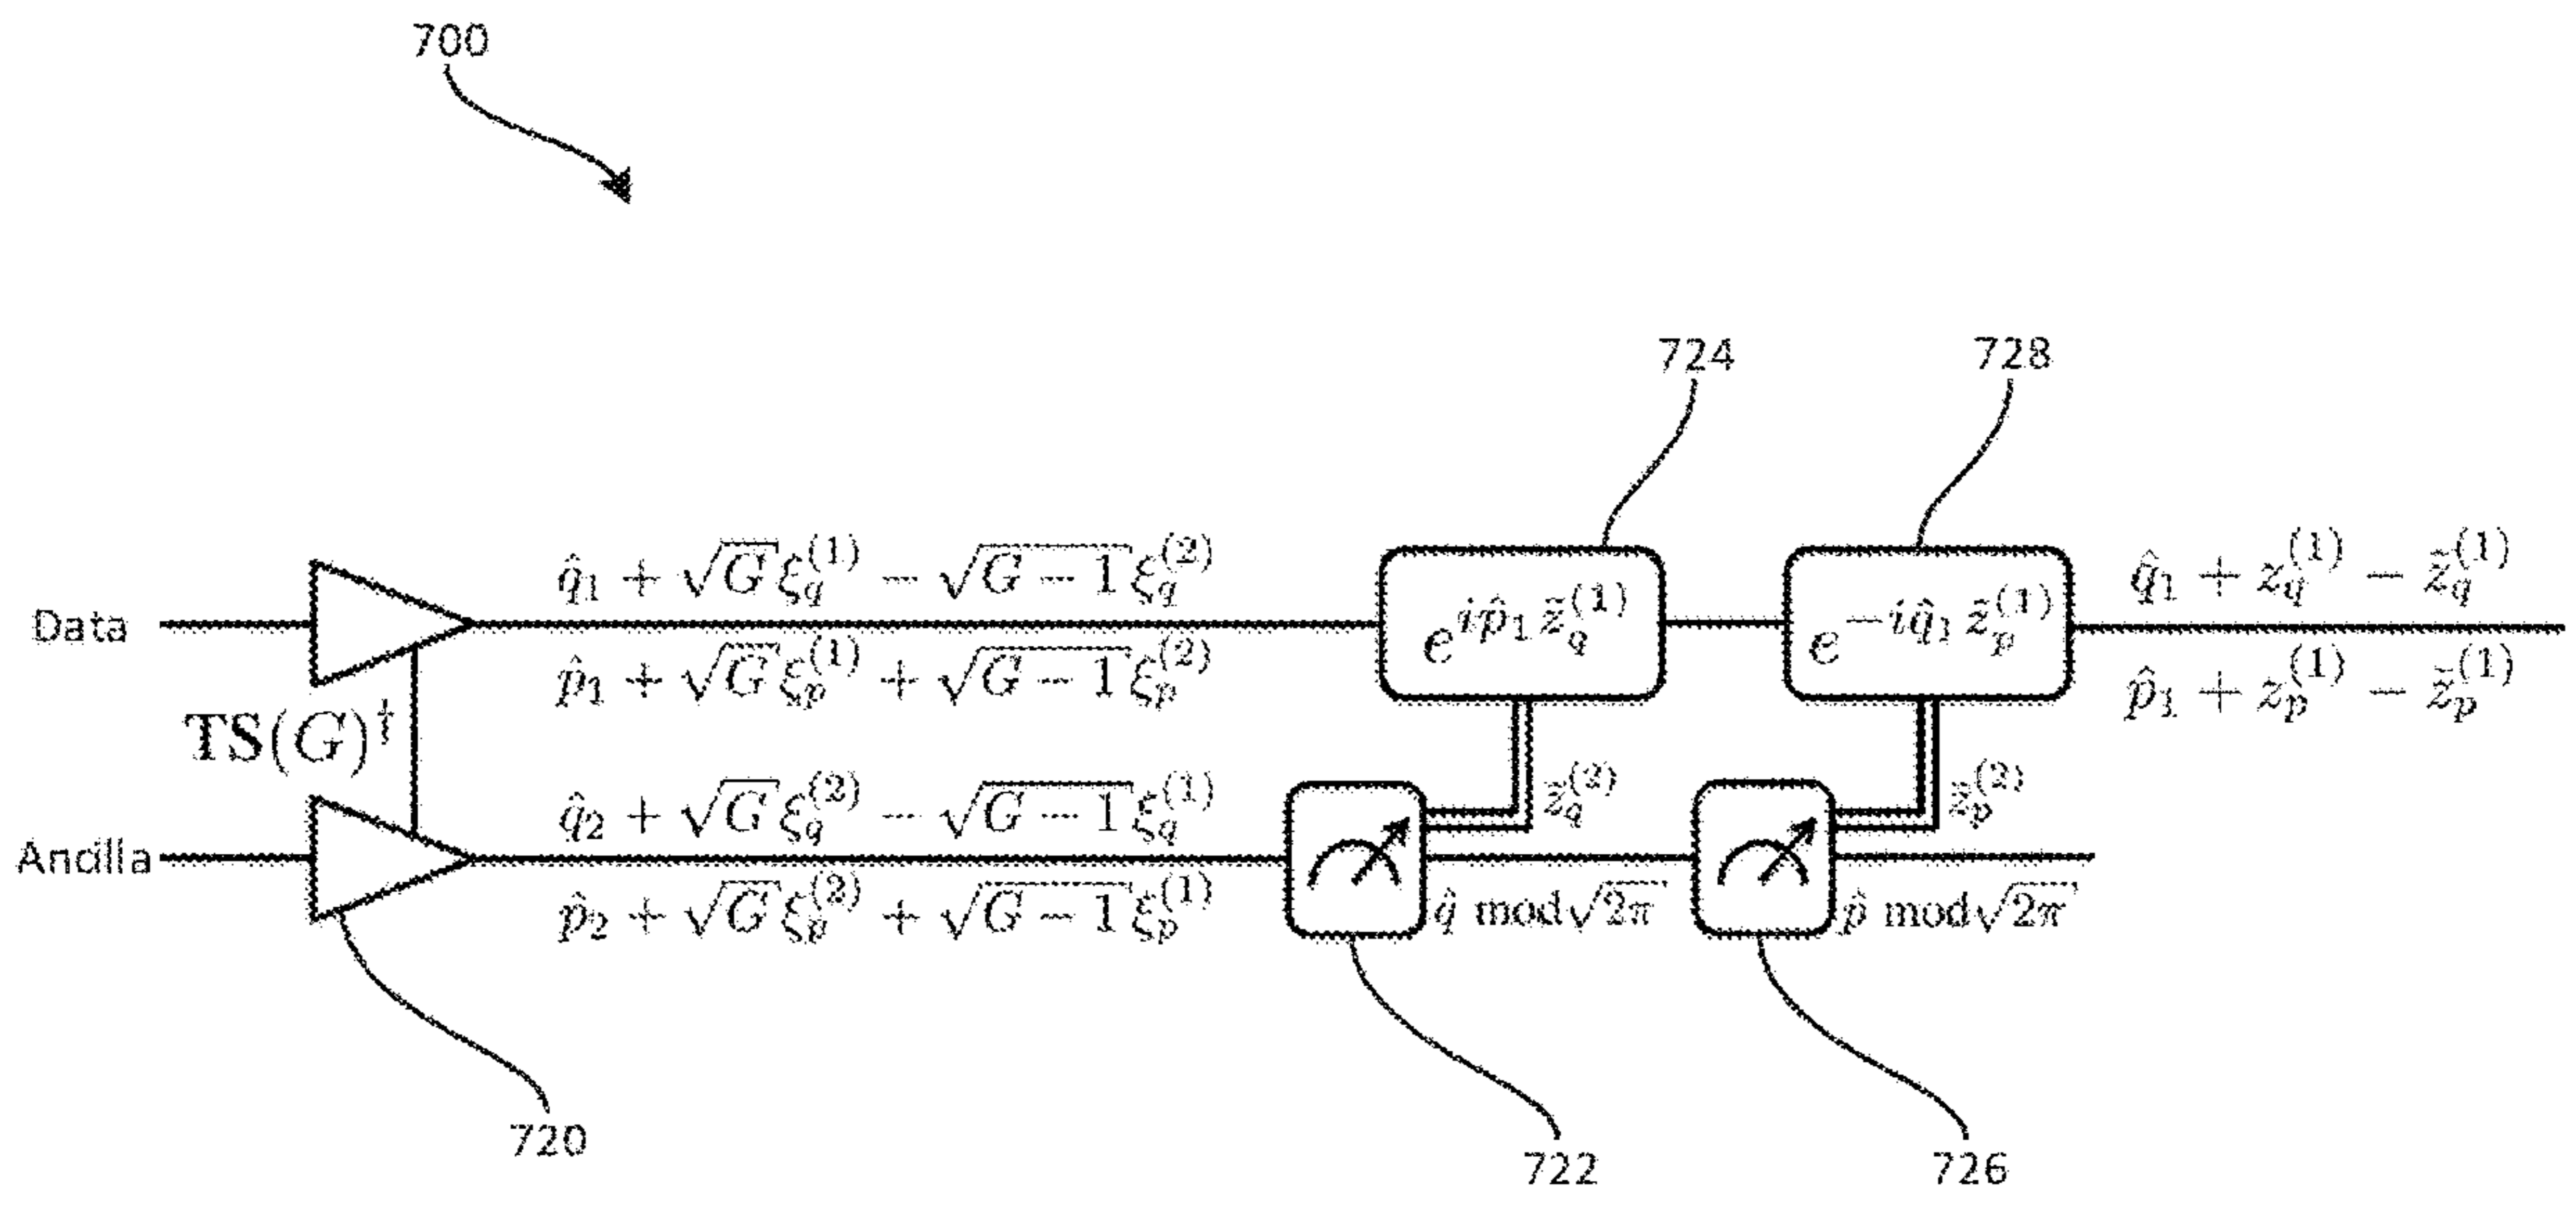 700
724
728
Data
q̂₁ + √G ξ_q^(1) − √(G − 1) ξ_q^(2)
p̂₁ + √G ξ_p^(1) + √(G − 1) ξ_p^(2)
e^{ip̂₁ z̃_q^(1)}
e^{−iq̂₁ z̃_p^(1)}
q̂₁ + z_q^(1) − z̃_q^(1)
p̂₁ + z_p^(1) − z̃_p^(1)
TS(G)†
Ancilla
q̂₂ + √G ξ_q^(2) − √(G − 1) ξ_q^(1)
p̂₂ + √G ξ_p^(2) + √(G − 1) ξ_p^(1)
z̃_q^(2)
z̃_p^(2)
q̂ mod√2π
p̂ mod√2π
720
722
726